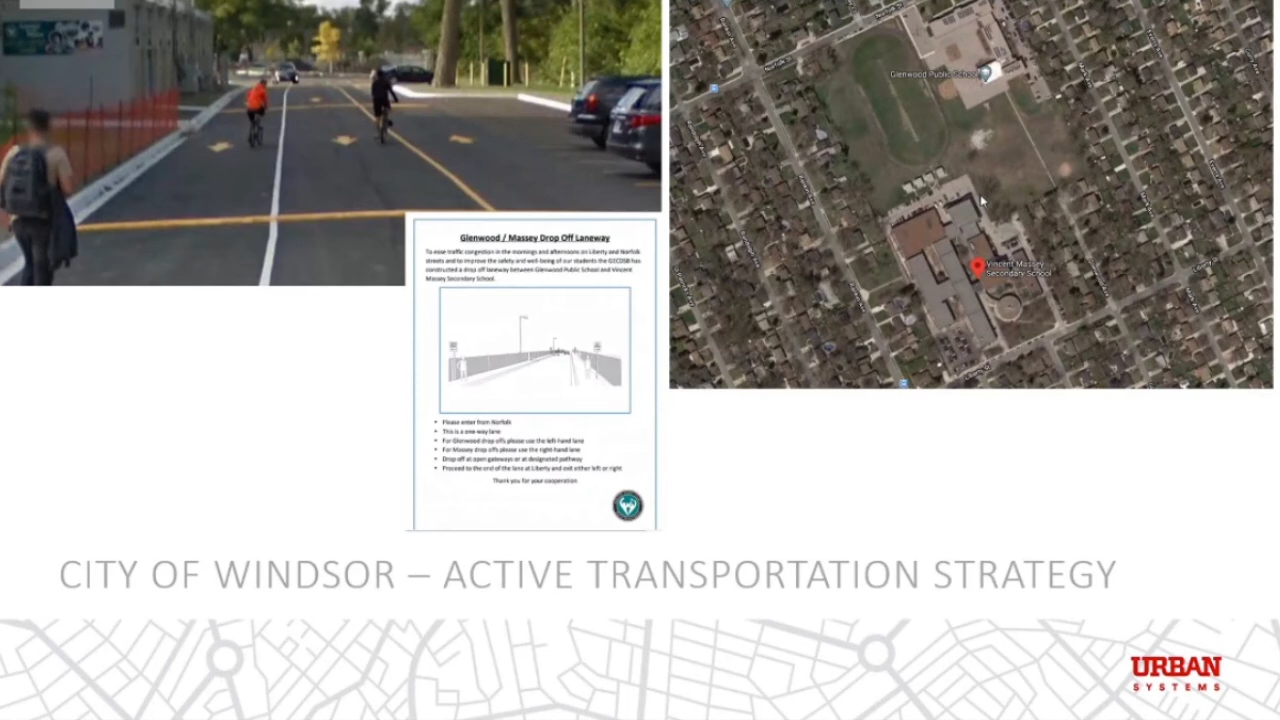 Glenwood / Massey Drop Off Laneway
To ease traffic congestion in the mornings and afternoons on Liberty and Norfolk
streets and to improve the safety and well-being of our students the GECDSB has
constructed a drop off laneway between Glenwood Public School and Vincent
Massey Secondary School.
• Please enter from Norfolk
• This is a one-way lane
• For Glenwood drop offs please use the left-hand lane
• For Massey drop offs please use the right-hand lane
• Drop off at open gateways or at designated pathway
• Proceed to the end of the lane at Liberty and exit either left or right
Thank you for your cooperation
Norfolk St
Glenwood Public School
Vincent Massey
Secondary School
Liberty St
CITY OF WINDSOR – ACTIVE TRANSPORTATION STRATEGY
URBAN
SYSTEMS